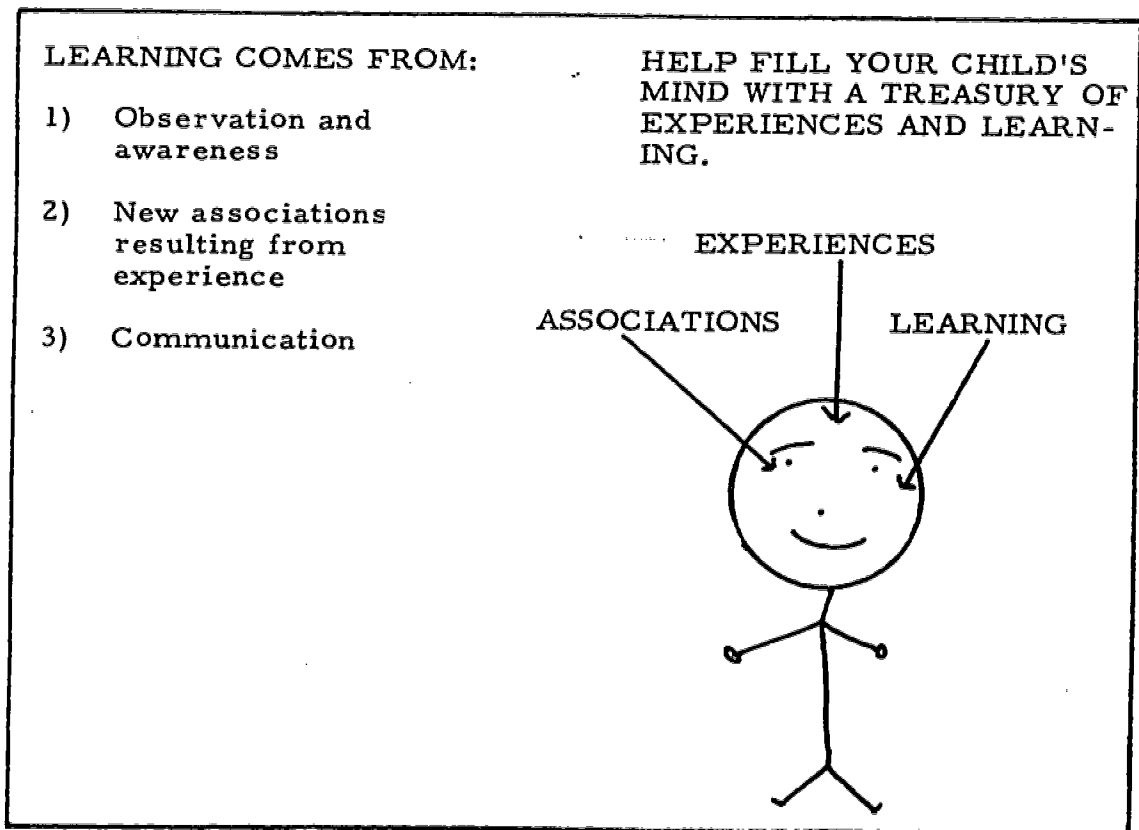 LEARNING COMES FROM:
1) Observation and
awareness
2) New associations
resulting from
experience
3) Communication
HELP FILL YOUR CHILD'S
MIND WITH A TREASURY OF
EXPERIENCES AND LEARN-
ING.
EXPERIENCES
ASSOCIATIONS
LEARNING